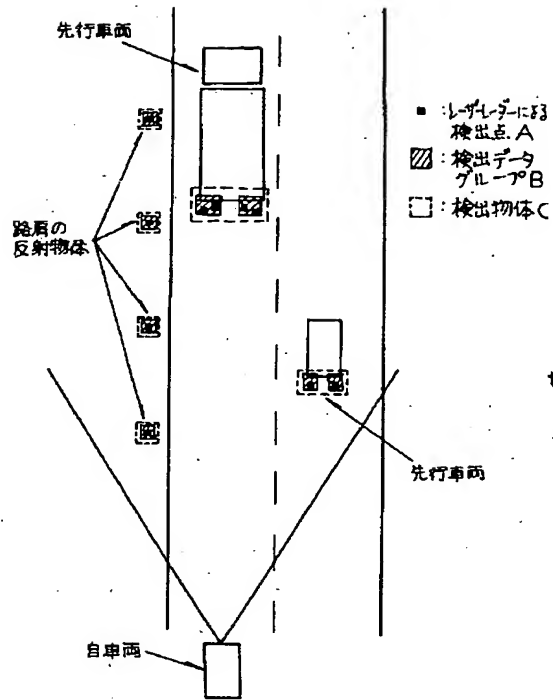 先行車両
■ : レーザーレーダーによる
検出点 A
: 検出データ
グループB
: 検出物体C
路肩の
反射物体
先行車両
自車両